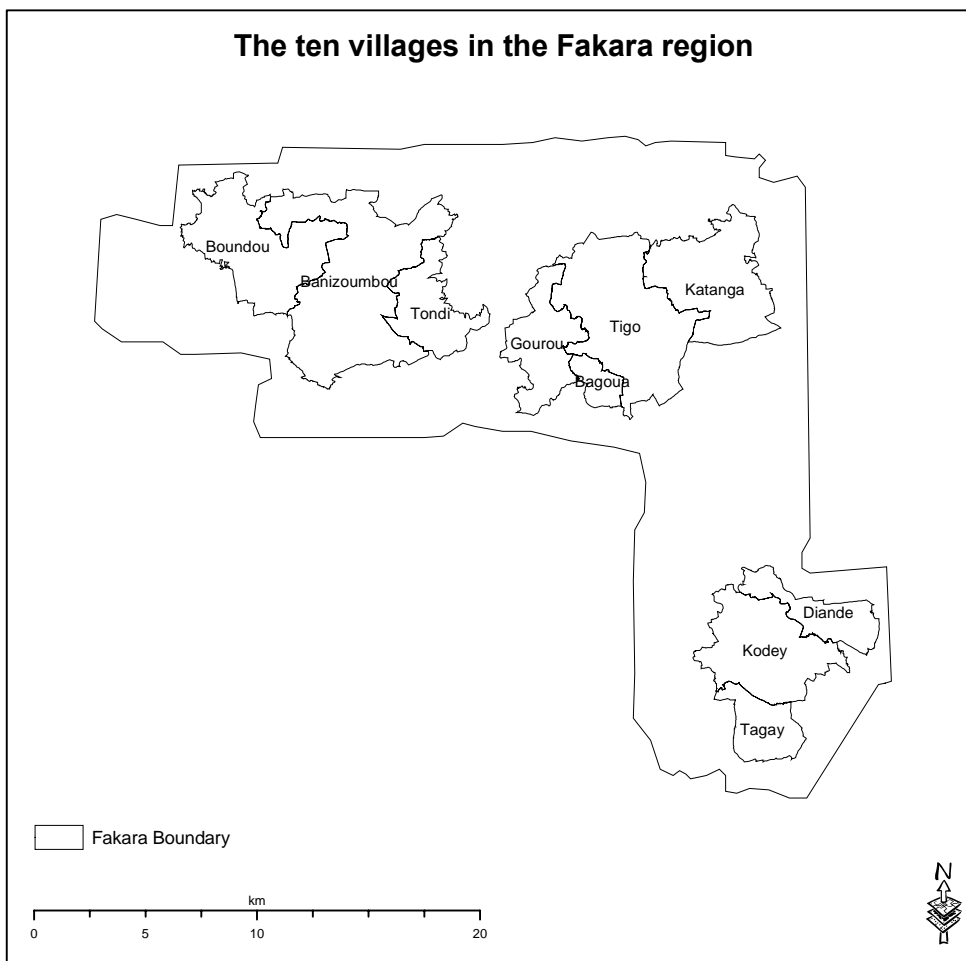 The ten villages in the Fakara region
Boundou
Banizoumbou
Tondi
Katanga
Tigo
Gourou
Bagoua
Diande
Kodey
Tagay
Fakara Boundary
km
0 5 10 20
N